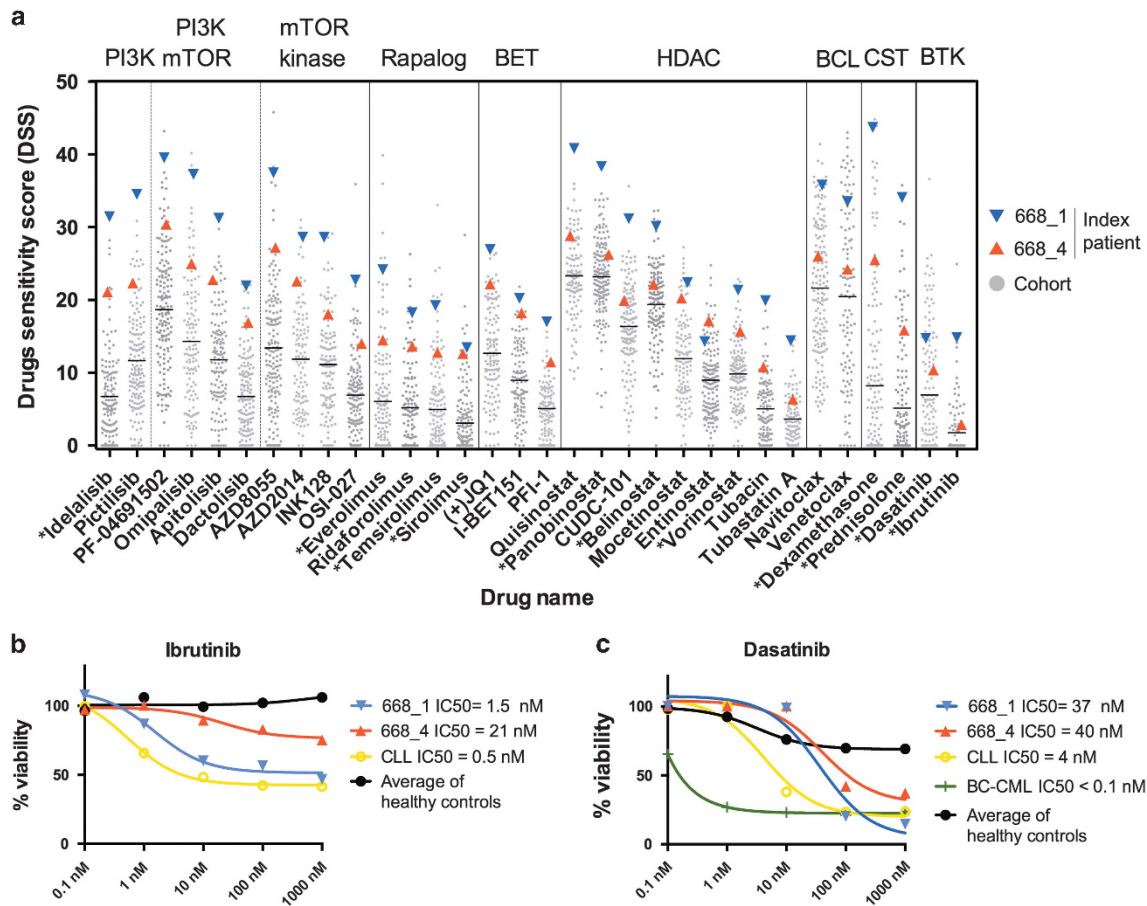 a
PI3K
PI3K mTOR
mTOR kinase
Rapalog
BET
HDAC
BCL
CST
BTK
Drugs sensitivity score (DSS)
50
40
30
20
10
0
668_1
668_4
Index patient
Cohort
*Idelalisib
Pictilisib
PF-04691502
Omipalisib
Apitolisib
Dactolisib
AZD8055
AZD2014
INK128
OSI-027
*Everolimus
Ridaforolimus
*Temsirolimus
*Sirolimus
(+)JQ1
I-BET151
PFI-1
Quisinostat
*Panobinostat
CUDC-101
*Belinostat
Mocetinostat
Entinostat
*Vorinostat
Tubacin
Tubastatin A
Navitoclax
Venetoclax
*Dexamethasone
*Prednisolone
*Dasatinib
*Ibrutinib
Drug name
b
Ibrutinib
% viability
100
50
0
0.1 nM
1 nM
10 nM
100 nM
1000 nM
668_1 IC50= 1.5 nM
668_4 IC50 = 21 nM
CLL IC50 = 0.5 nM
Average of
healthy controls
c
Dasatinib
% viability
100
50
0
0.1 nM
1 nM
10 nM
100 nM
1000 nM
668_1 IC50= 37 nM
668_4 IC50 = 40 nM
CLL IC50 = 4 nM
BC-CML IC50 < 0.1 nM
Average of
healthy controls